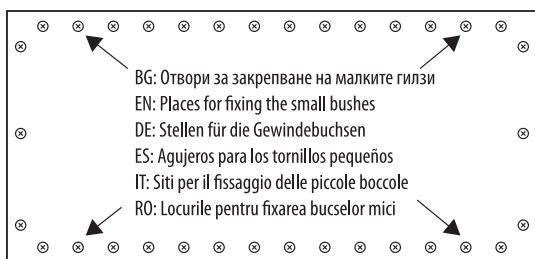 BG: Отвори за закрепване на малките гилзи
EN: Places for fixing the small bushes
DE: Stellen für die Gewindebuchsen
ES: Agujeros para los tornillos pequeños
IT: Siti per il fissaggio delle piccole boccole
RO: Locurile pentru fixarea bucselor mici